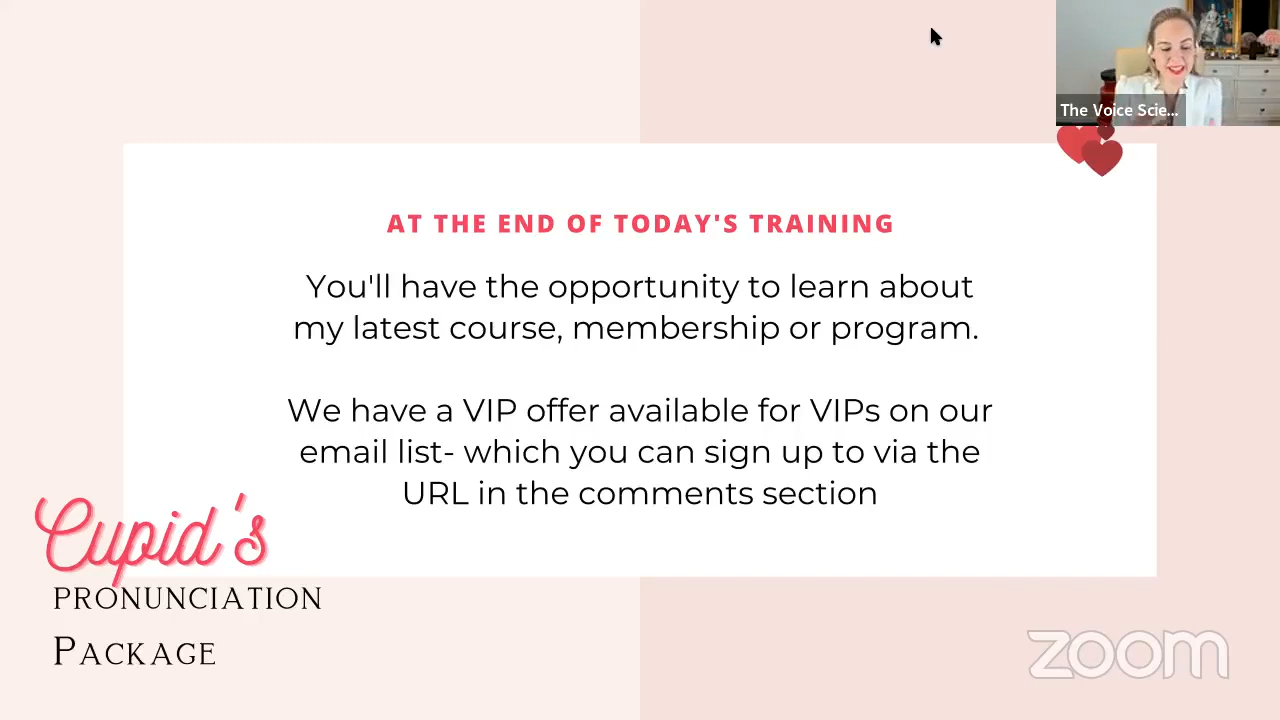 The Voice Scie...
AT THE END OF TODAY'S TRAINING
You'll have the opportunity to learn about
my latest course, membership or program.
We have a VIP offer available for VIPs on our
email list- which you can sign up to via the
URL in the comments section
Cupid's
PRONUNCIATION
PACKAGE
zoom